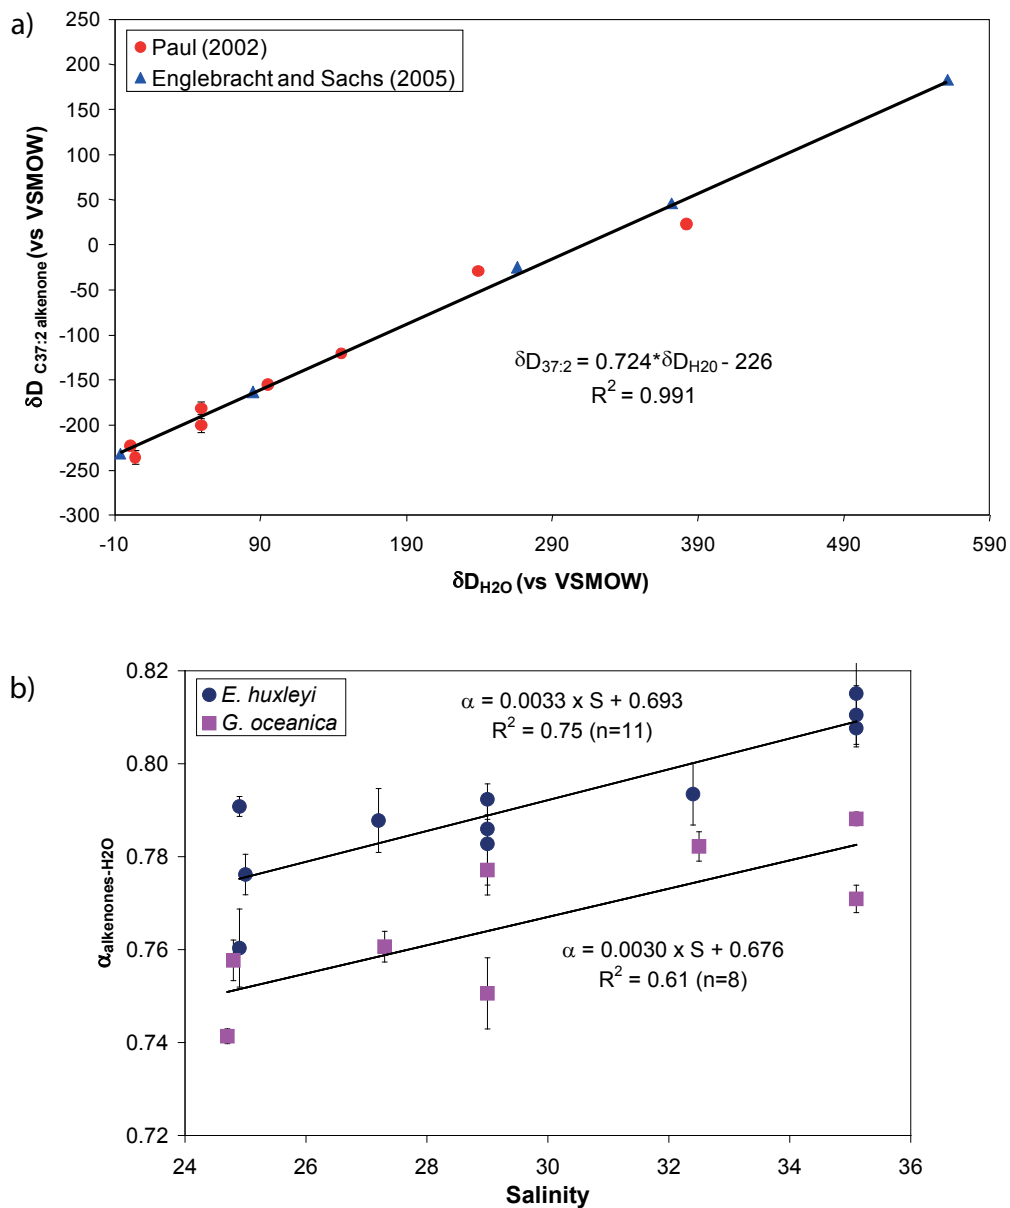 a)
250
200
150
100
50
0
-50
-100
-150
-200
-250
-300
δD C37:2 alkenone (vs VSMOW)
Paul (2002)
Englebracht and Sachs (2005)
δD37:2 = 0.724*δDH20 - 226
R2 = 0.991
-10 90 190 290 390 490 590
δDH2O (vs VSMOW)
b)
0.82
0.80
0.78
0.76
0.74
0.72
αalkenones-H2O
E. huxleyi
G. oceanica
α = 0.0033 x S + 0.693
R2 = 0.75 (n=11)
α = 0.0030 x S + 0.676
R2 = 0.61 (n=8)
24 26 28 30 32 34 36
Salinity